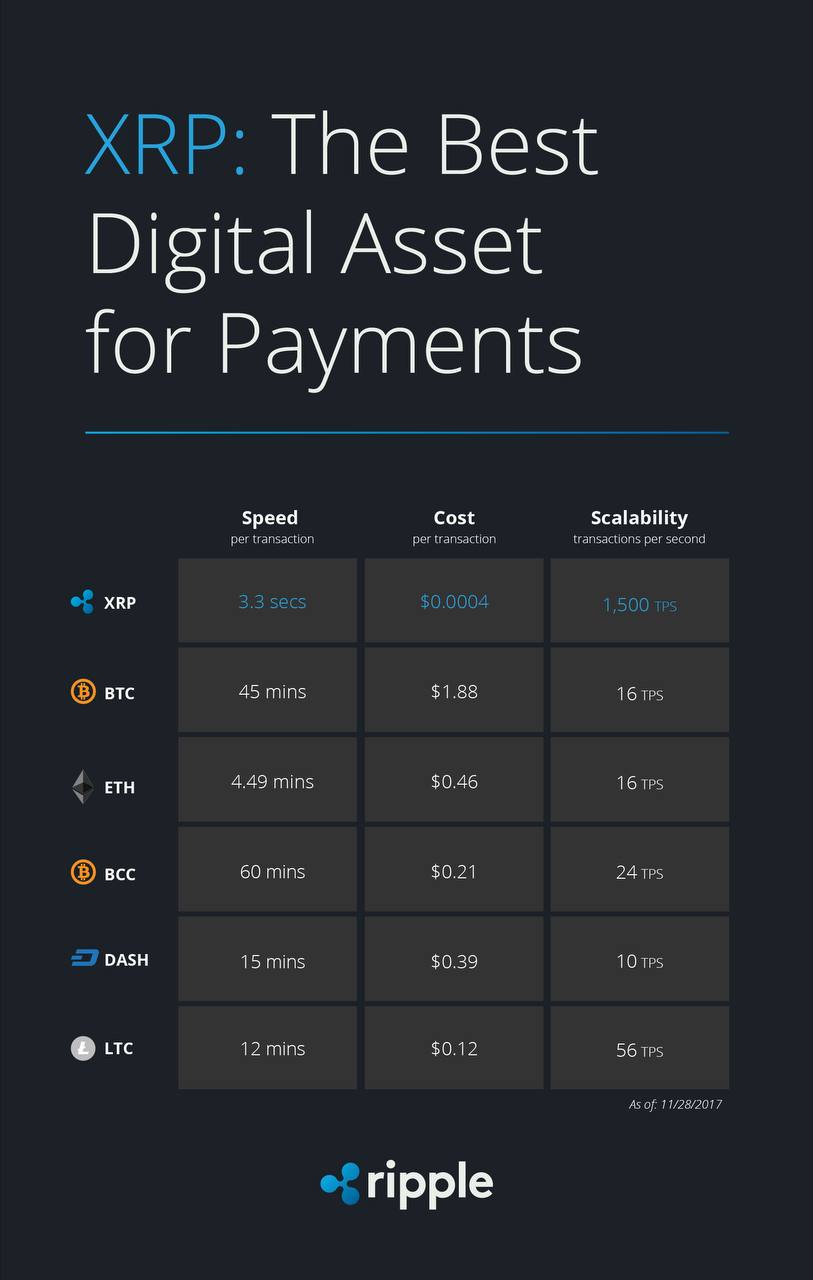 XRP: The Best
Digital Asset
for Payments
Speed Cost Scalability
per transaction per transaction transactions per second
XRP 3.3 secs $0.0004 1,500 TPS
BTC 45 mins $1.88 16 TPS
ETH 4.49 mins $0.46 16 TPS
BCC 60 mins $0.21 24 TPS
DASH 15 mins $0.39 10 TPS
LTC 12 mins $0.12 56 TPS
As of: 11/28/2017
ripple